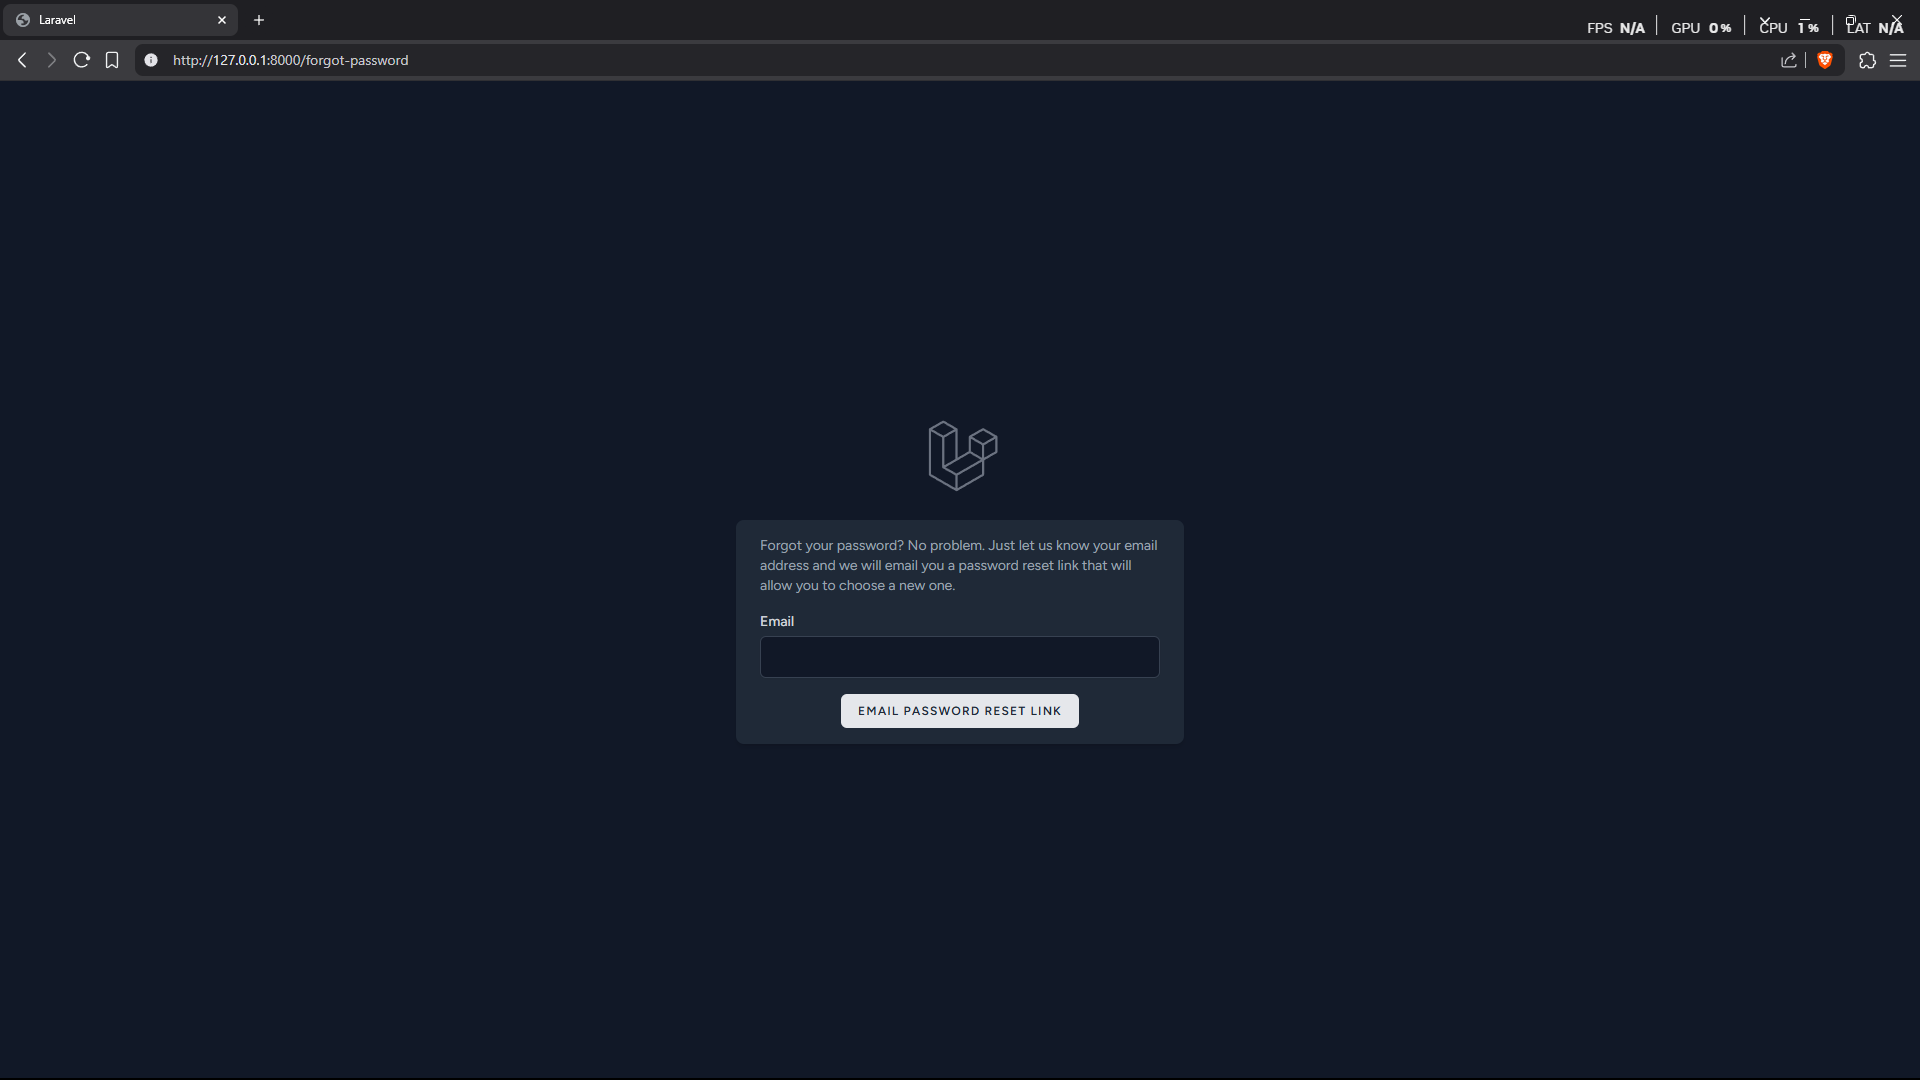 Laravel
FPS N/A GPU 0% CPU 1% LAT N/A
http://127.0.0.1:8000/forgot-password
Forgot your password? No problem. Just let us know your email
address and we will email you a password reset link that will
allow you to choose a new one.
Email
EMAIL PASSWORD RESET LINK